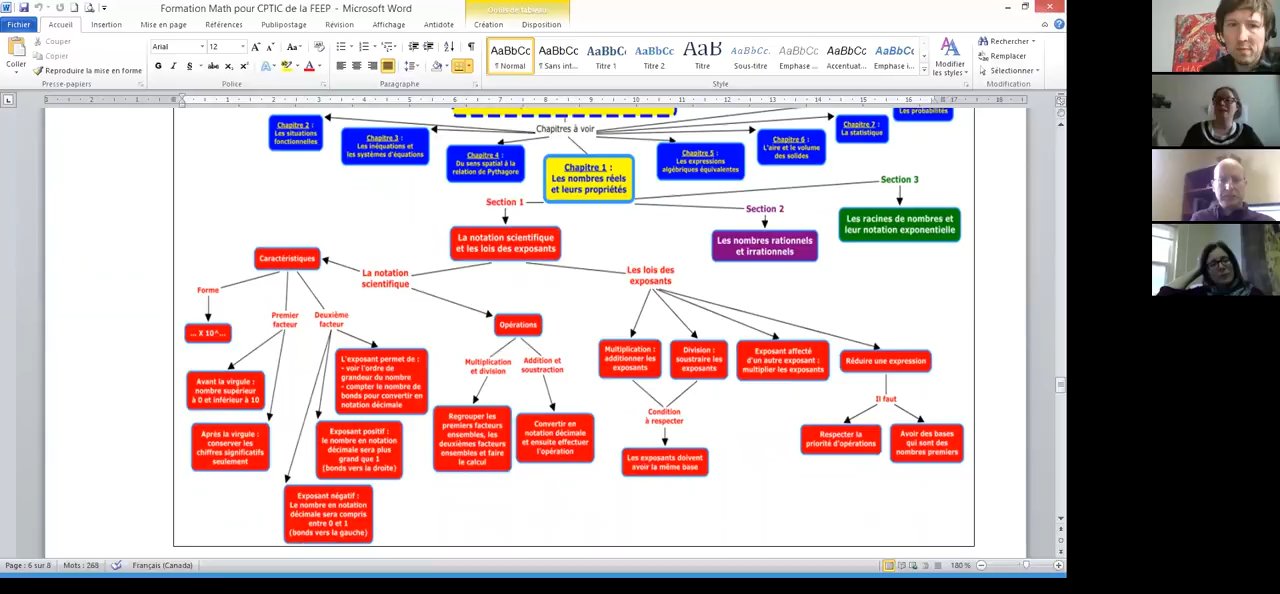 Formation Math pour CPTIC de la FEEP - Microsoft Word
Outils de tableau
Fichier
Accueil
Insertion
Mise en page
Références
Publipostage
Révision
Affichage
Antidote
Création
Disposition
Coller
Couper
Copier
Reproduire la mise en forme
Presse-papiers
Arial
12
Police
Paragraphe
AaBbCc
¶ Normal
AaBbCc
¶ Sans int...
AaBbCc
Titre 1
AaBbCc
Titre 2
AaB
Titre
AaBbCc.
Sous-titre
AaBbCc
Emphase ...
AaBbCc
Accentuat...
AaBbCc
Emphase i...
Modifier
les styles
Style
Rechercher
Remplacer
Sélectionner
Modification
Chapitres à voir
Chapitre 2 :
Les situations
fonctionnelles
Chapitre 3 :
Les inéquations et
les systèmes d'équations
Chapitre 4 :
Du sens spatial à la
relation de Pythagore
Chapitre 1 :
Les nombres réels
et leurs propriétés
Chapitre 5 :
Les expressions
algébriques équivalentes
Chapitre 6 :
L'aire et le volume
des solides
Chapitre 7 :
La statistique
Les probabilités
Section 1
Section 2
Section 3
La notation scientifique
et les lois des exposants
Les nombres rationnels
et irrationnels
Les racines de nombres et
leur notation exponentielle
Caractéristiques
La notation
scientifique
Les lois des
exposants
Forme
... X 10^...
Premier
facteur
Deuxième
facteur
Avant la virgule :
nombre supérieur
à 0 et inférieur à 10
Après la virgule :
conserver les
chiffres significatifs
seulement
L'exposant permet de :
- voir l'ordre de
grandeur du nombre
- compter le nombre de
bonds pour convertir en
notation décimale
Exposant positif :
le nombre en notation
décimale sera plus
grand que 1
(bonds vers la droite)
Exposant négatif :
Le nombre en notation
décimale sera compris
entre 0 et 1
(bonds vers la gauche)
Opérations
Multiplication
et division
Addition et
soustraction
Regrouper les
premiers facteurs
ensembles, les
deuxièmes facteurs
ensembles et faire
le calcul
Convertir en
notation décimale
et ensuite effectuer
l'opération
Multiplication :
additionner les
exposants
Division :
soustraire les
exposants
Exposant affecté
d'un autre exposant :
multiplier les exposants
Réduire une expression
Condition
à respecter
Les exposants doivent
avoir la même base
Il faut
Respecter la
priorité d'opérations
Avoir des bases
qui sont des
nombres premiers
Page : 6 sur 8
Mots : 268
Français (Canada)
180 %